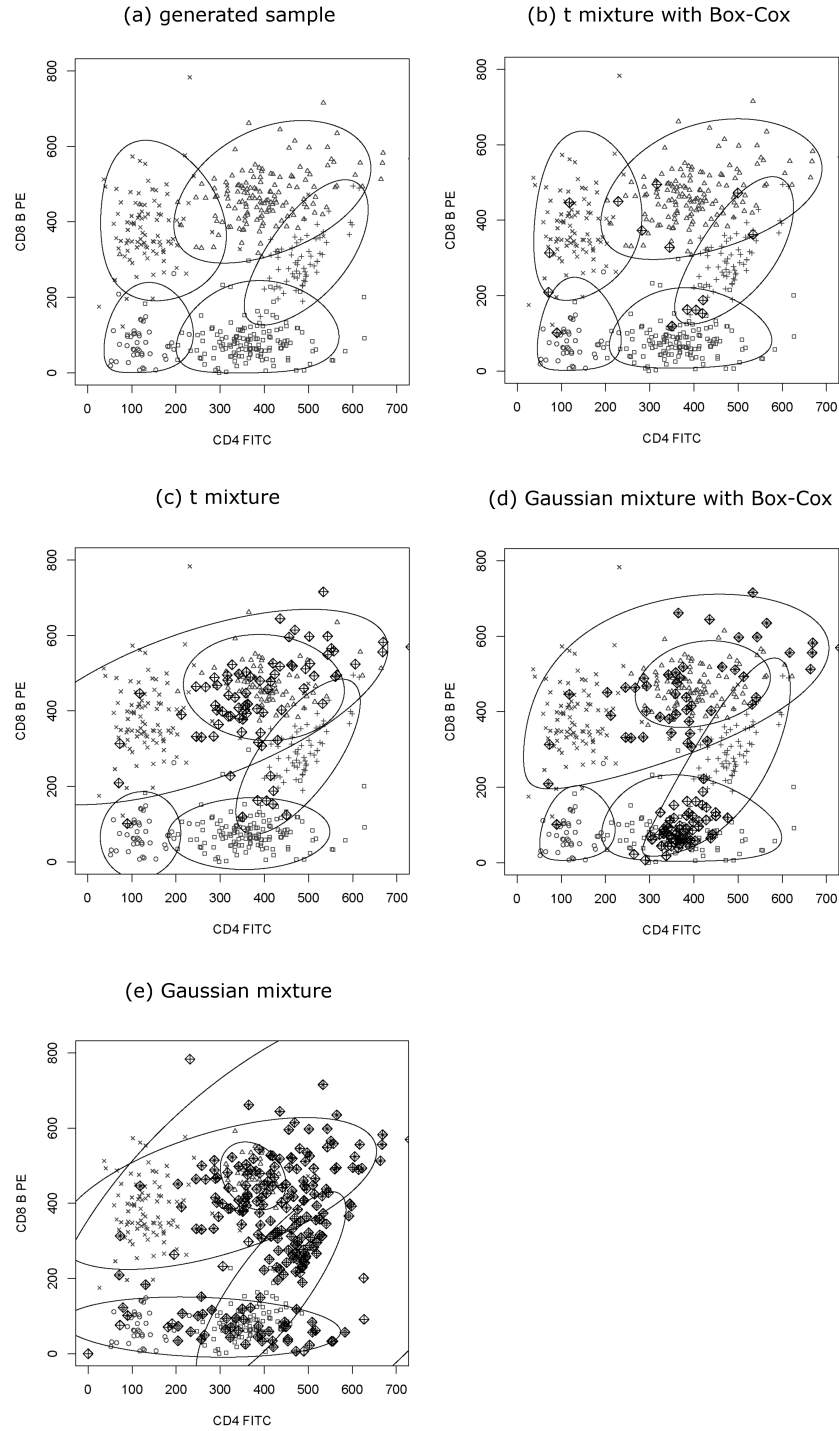 (a) generated sample
(b) t mixture with Box-Cox
800
600
400
200
0
CD8 B PE
0 100 200 300 400 500 600 700
CD4 FITC
800
600
400
200
0
CD8 B PE
0 100 200 300 400 500 600 700
CD4 FITC
(c) t mixture
(d) Gaussian mixture with Box-Cox
800
600
400
200
0
CD8 B PE
0 100 200 300 400 500 600 700
CD4 FITC
800
600
400
200
0
CD8 B PE
0 100 200 300 400 500 600 700
CD4 FITC
(e) Gaussian mixture
800
600
400
200
0
CD8 B PE
0 100 200 300 400 500 600 700
CD4 FITC